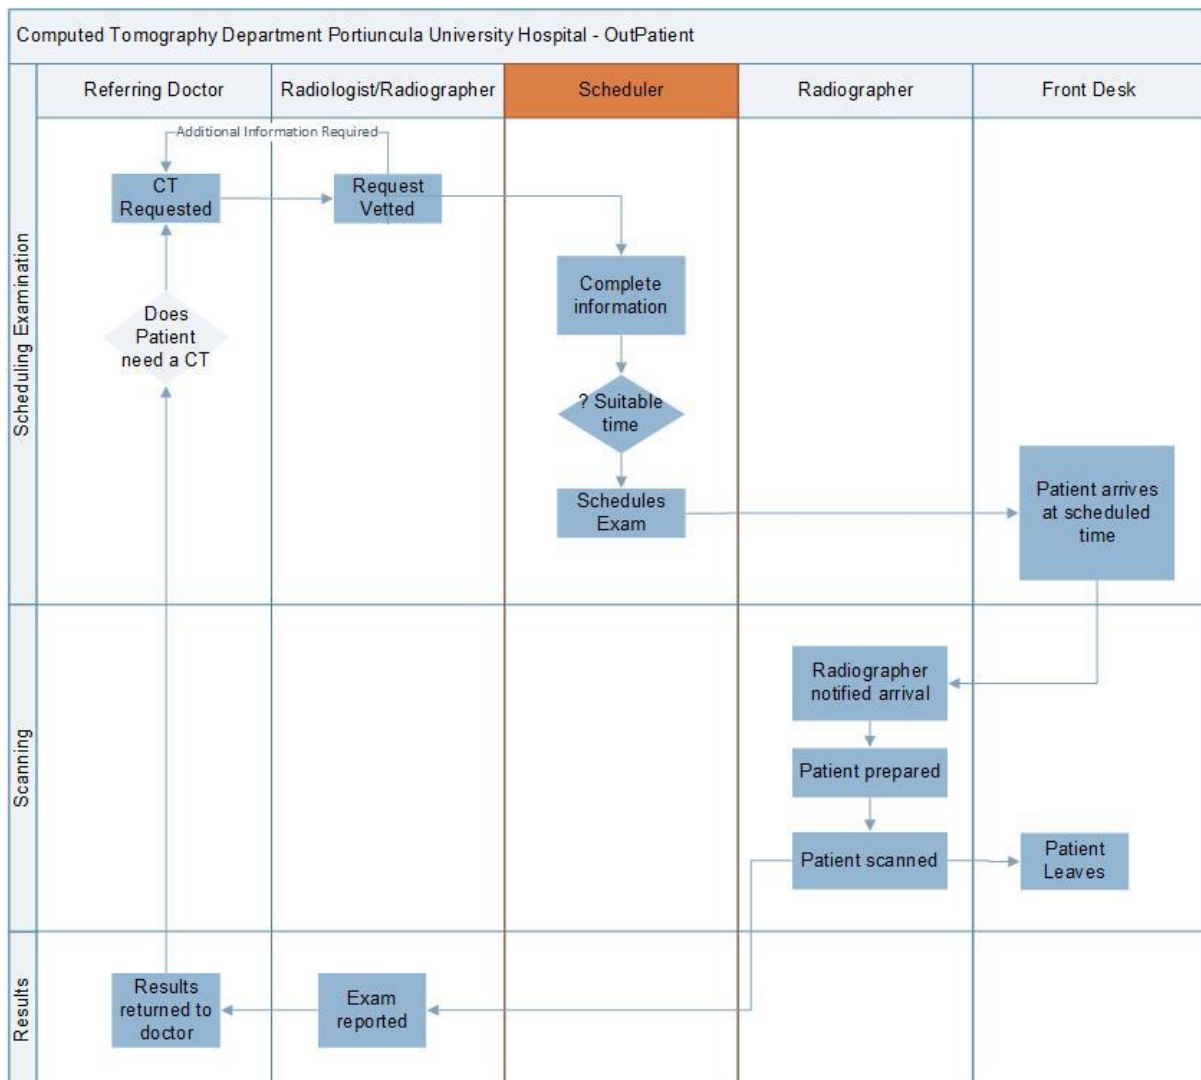 Computed Tomography Department Portiuncula University Hospital - OutPatient
Referring Doctor
Radiologist/Radiographer
Scheduler
Radiographer
Front Desk
Scheduling Examination
Additional Information Required
CT
Requested
Request
Vetted
Complete
information
Does
Patient
need a CT
? Suitable
time
Schedules
Exam
Patient arrives
at scheduled
time
Scanning
Radiographer
notified arrival
Patient prepared
Patient scanned
Patient
Leaves
Results
Results
returned to
doctor
Exam
reported